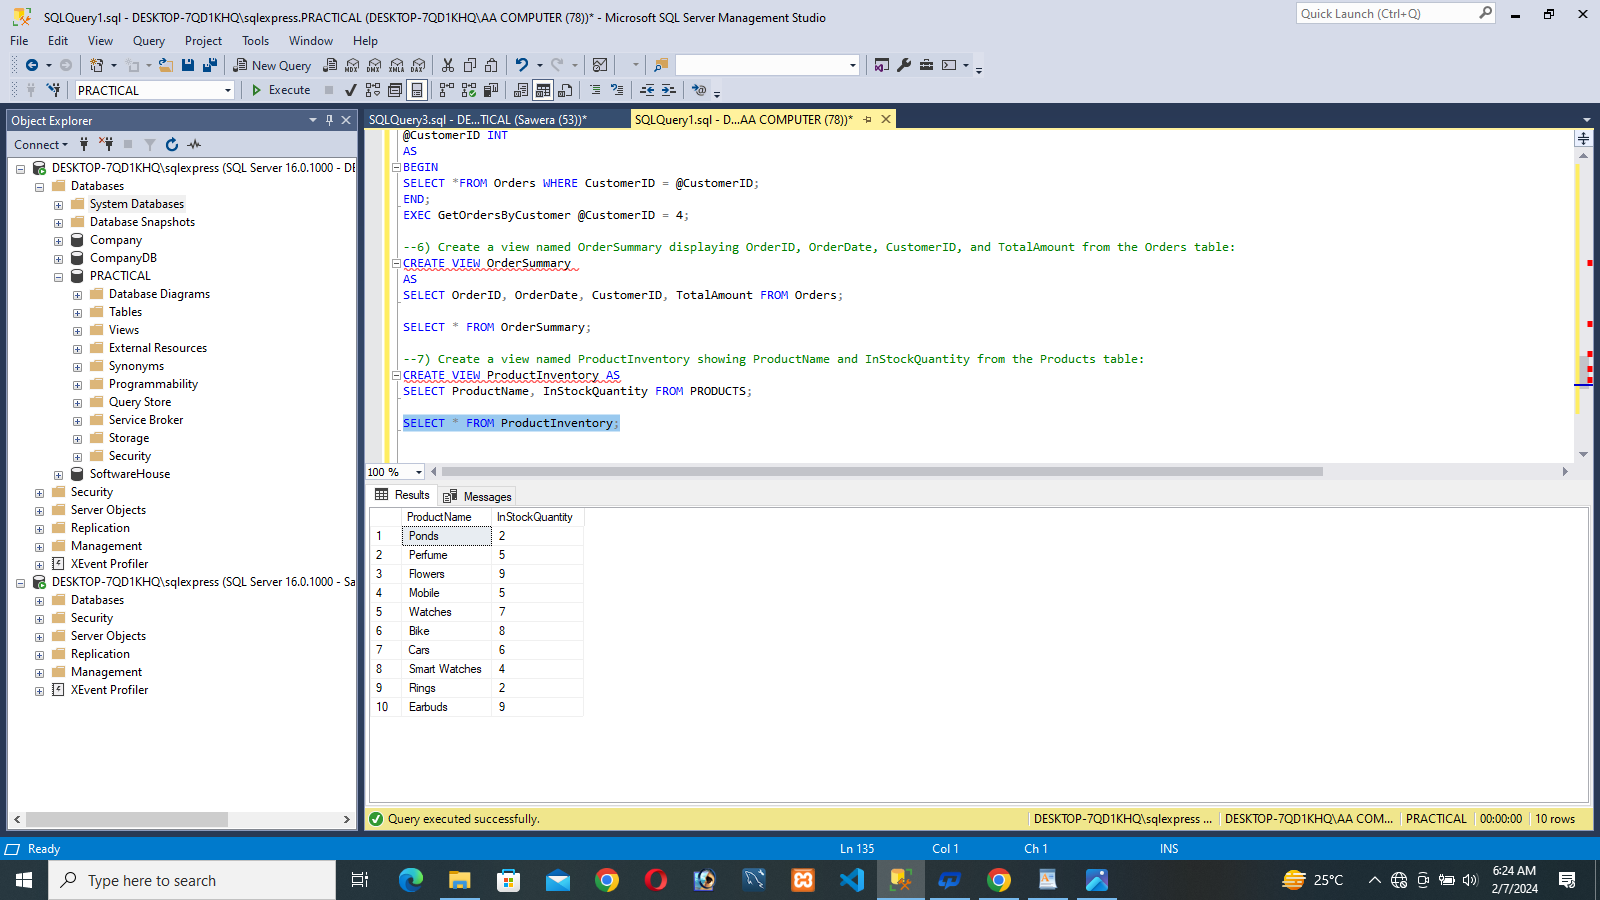 SQLQuery1.sql - DESKTOP-7QD1KHQ\sqlexpress.PRACTICAL (DESKTOP-7QD1KHQ\AA COMPUTER (78))* - Microsoft SQL Server Management Studio
Quick Launch (Ctrl+Q)
File Edit View Query Project Tools Window Help
New Query
MDX DMX XMLA DAX
PRACTICAL
Execute
Object Explorer
Connect
DESKTOP-7QD1KHQ\sqlexpress (SQL Server 16.0.1000 - DE
Databases
System Databases
Database Snapshots
Company
CompanyDB
PRACTICAL
Database Diagrams
Tables
Views
External Resources
Synonyms
Programmability
Query Store
Service Broker
Storage
Security
SoftwareHouse
Security
Server Objects
Replication
Management
XEvent Profiler
DESKTOP-7QD1KHQ\sqlexpress (SQL Server 16.0.1000 - Sa
Databases
Security
Server Objects
Replication
Management
XEvent Profiler
SQLQuery3.sql - DE...TICAL (Sawera (53))*
SQLQuery1.sql - D...AA COMPUTER (78))*
@CustomerID INT
AS
BEGIN
SELECT *FROM Orders WHERE CustomerID = @CustomerID;
END;
EXEC GetOrdersByCustomer @CustomerID = 4;
--6) Create a view named OrderSummary displaying OrderID, OrderDate, CustomerID, and TotalAmount from the Orders table:
CREATE VIEW OrderSummary
AS
SELECT OrderID, OrderDate, CustomerID, TotalAmount FROM Orders;
SELECT * FROM OrderSummary;
--7) Create a view named ProductInventory showing ProductName and InStockQuantity from the Products table:
CREATE VIEW ProductInventory AS
SELECT ProductName, InStockQuantity FROM PRODUCTS;
SELECT * FROM ProductInventory;
100 %
Results Messages
ProductName InStockQuantity
1 Ponds 2
2 Perfume 5
3 Flowers 9
4 Mobile 5
5 Watches 7
6 Bike 8
7 Cars 6
8 Smart Watches 4
9 Rings 2
10 Earbuds 9
Query executed successfully.
DESKTOP-7QD1KHQ\sqlexpress ... DESKTOP-7QD1KHQ\AA COM... PRACTICAL 00:00:00 10 rows
Ready
Ln 135 Col 1 Ch 1 INS
Type here to search
25°C
6:24 AM
2/7/2024